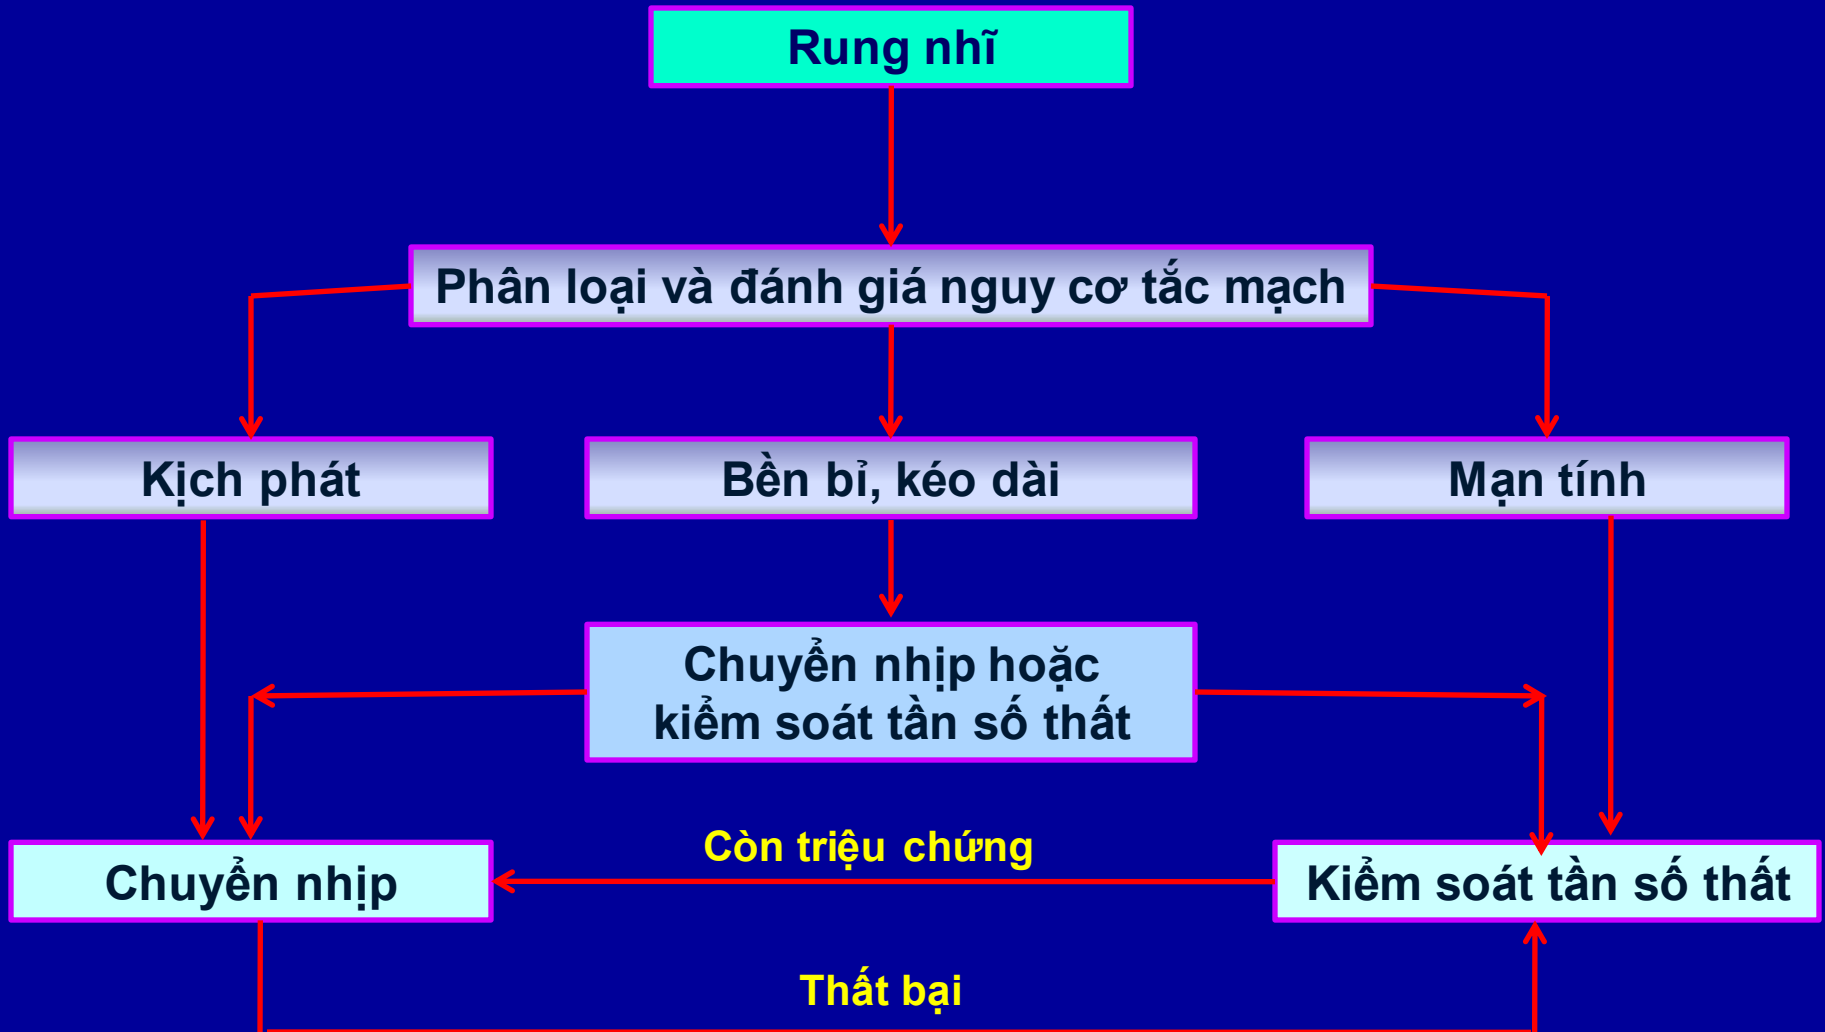 Rung nhĩ
Phân loại và đánh giá nguy cơ tắc mạch
Kịch phát
Bền bỉ, kéo dài
Mạn tính
Chuyển nhịp hoặc
kiểm soát tần số thất
Còn triệu chứng
Chuyển nhịp
Kiểm soát tần số thất
Thất bại